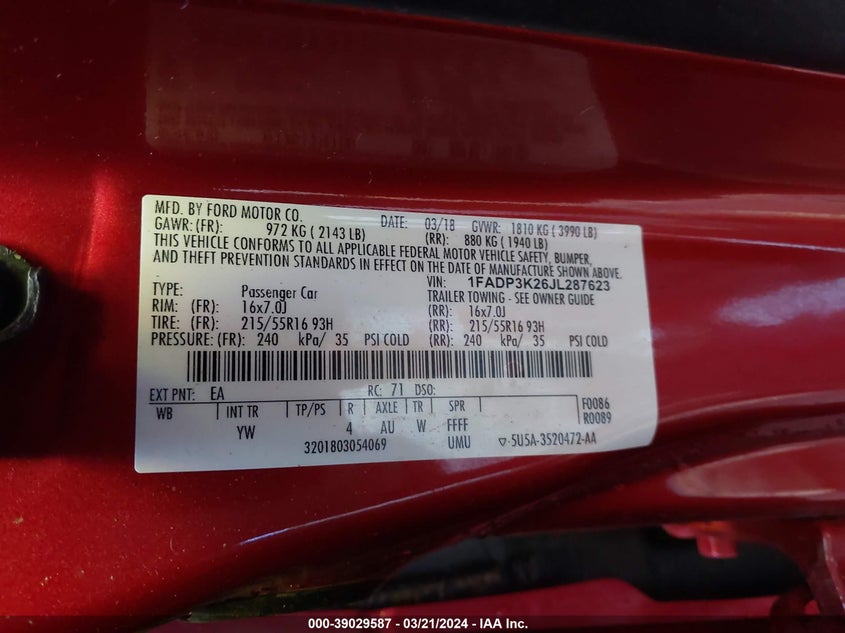 MFD. BY FORD MOTOR CO. DATE: 03/18 GVWR: 1810 KG ( 3990 LB)
GAWR: (FR): 972 KG ( 2143 LB) (RR): 880 KG ( 1940 LB)
THIS VEHICLE CONFORMS TO ALL APPLICABLE FEDERAL MOTOR VEHICLE SAFETY, BUMPER,
AND THEFT PREVENTION STANDARDS IN EFFECT ON THE DATE OF MANUFACTURE SHOWN ABOVE.
VIN: 1FADP3K26JL287623
TYPE: Passenger Car TRAILER TOWING - SEE OWNER GUIDE
RIM: (FR): 16x7.0J (RR): 16x7.0J
TIRE: (FR): 215/55R16 93H (RR): 215/55R16 93H
PRESSURE: (FR): 240 kPa/ 35 PSI COLD (RR): 240 kPa/ 35 PSI COLD
EXT PNT: EA RC: 71 DSO:
WB INT TR TP/PS R AXLE TR SPR F0086
R0089
YW 4 AU W FFFF
3201803054069 UMU 5U5A-3520472-AA
000-39029587 - 03/21/2024 - IAA Inc.